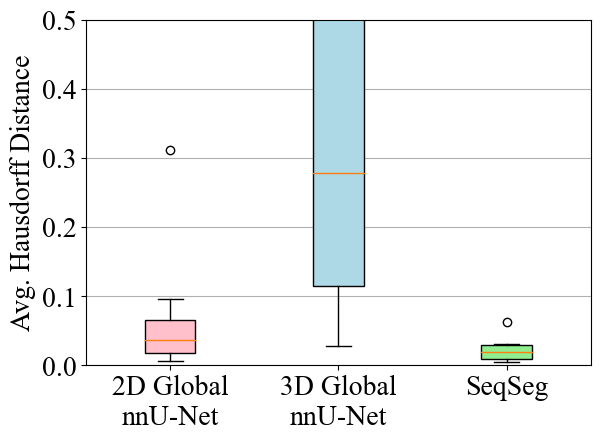 0.5
0.4
0.3
0.2
0.1
0.0
Avg. Hausdorff Distance
2D Global
nnU-Net
3D Global
nnU-Net
SeqSeg